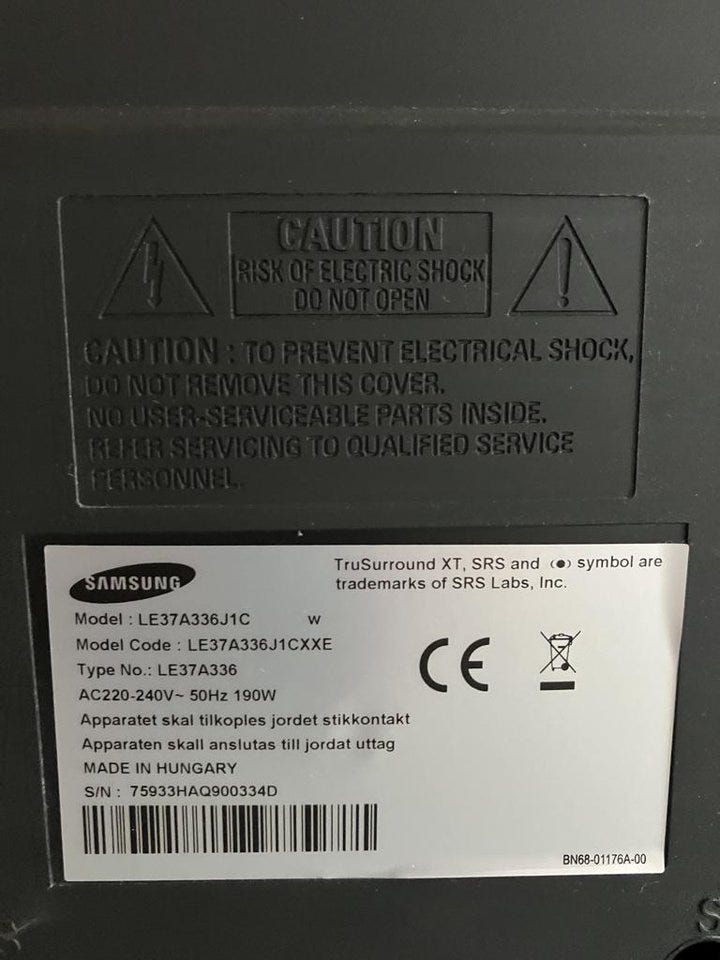 CAUTION
RISK OF ELECTRIC SHOCK
DO NOT OPEN
CAUTION : TO PREVENT ELECTRICAL SHOCK,
DO NOT REMOVE THIS COVER.
NO USER-SERVICEABLE PARTS INSIDE.
REFER SERVICING TO QUALIFIED SERVICE
PERSONNEL.
SAMSUNG
TruSurround XT, SRS and (●) symbol are
trademarks of SRS Labs, Inc.
Model : LE37A336J1C W
Model Code : LE37A336J1CXXE
Type No.: LE37A336
AC220-240V~ 50Hz 190W
Apparatet skal tilkoples jordet stikkontakt
Apparaten skall anslutas till jordat uttag
MADE IN HUNGARY
S/N : 75933HAQ900334D
CE
BN68-01176A-00
S